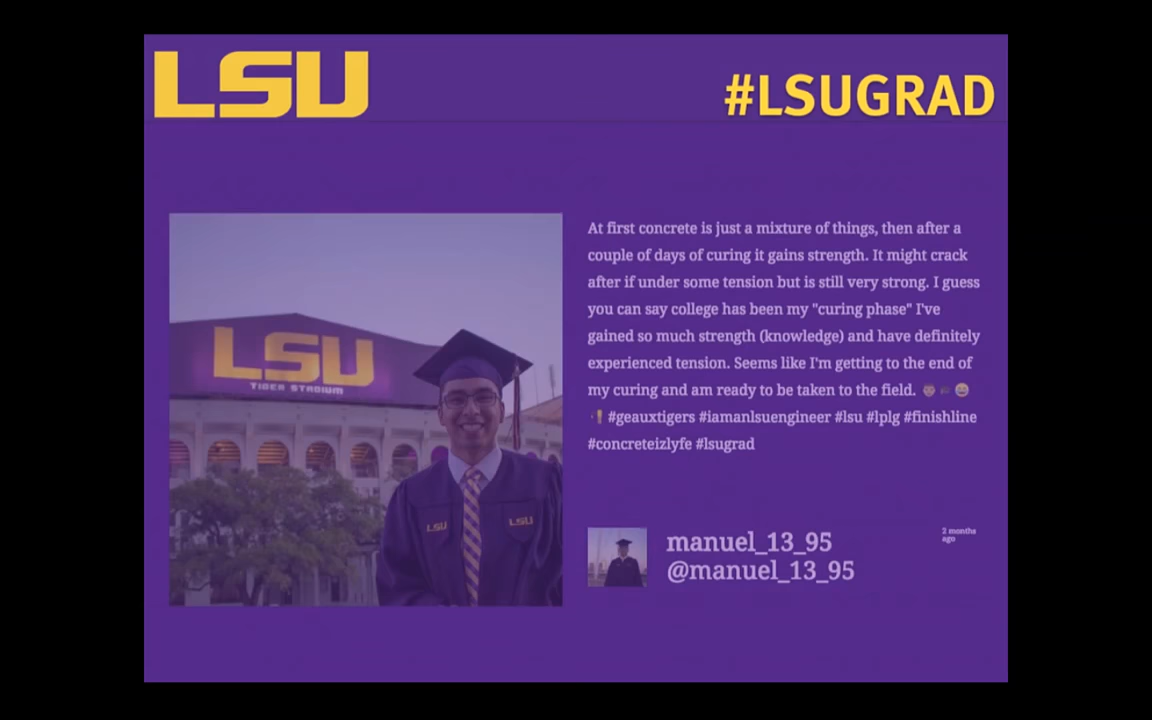 LSU
#LSUGRAD
LSU
TIGER STADIUM
LSU
LSU
At first concrete is just a mixture of things, then after a
couple of days of curing it gains strength. It might crack
after if under some tension but is still very strong. I guess
you can say college has been my "curing phase" I've
gained so much strength (knowledge) and have definitely
experienced tension. Seems like I'm getting to the end of
my curing and am ready to be taken to the field.
#geauxtigers #iamanlsuengineer #lsu #lplg #finishline
#concreteizlyfe #lsugrad
manuel_13_95
@manuel_13_95
2 months
ago